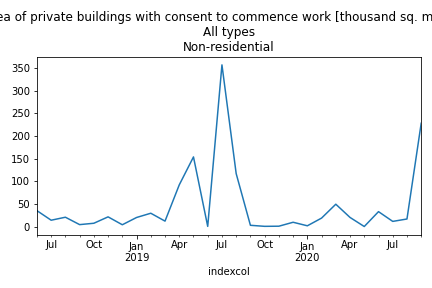 ea of private buildings with consent to commence work [thousand sq. m
All types
Non-residential
350
300
250
200
150
100
50
0
Jul Oct Jan Apr Jul Oct Jan Apr Jul
2019 2020
indexcol